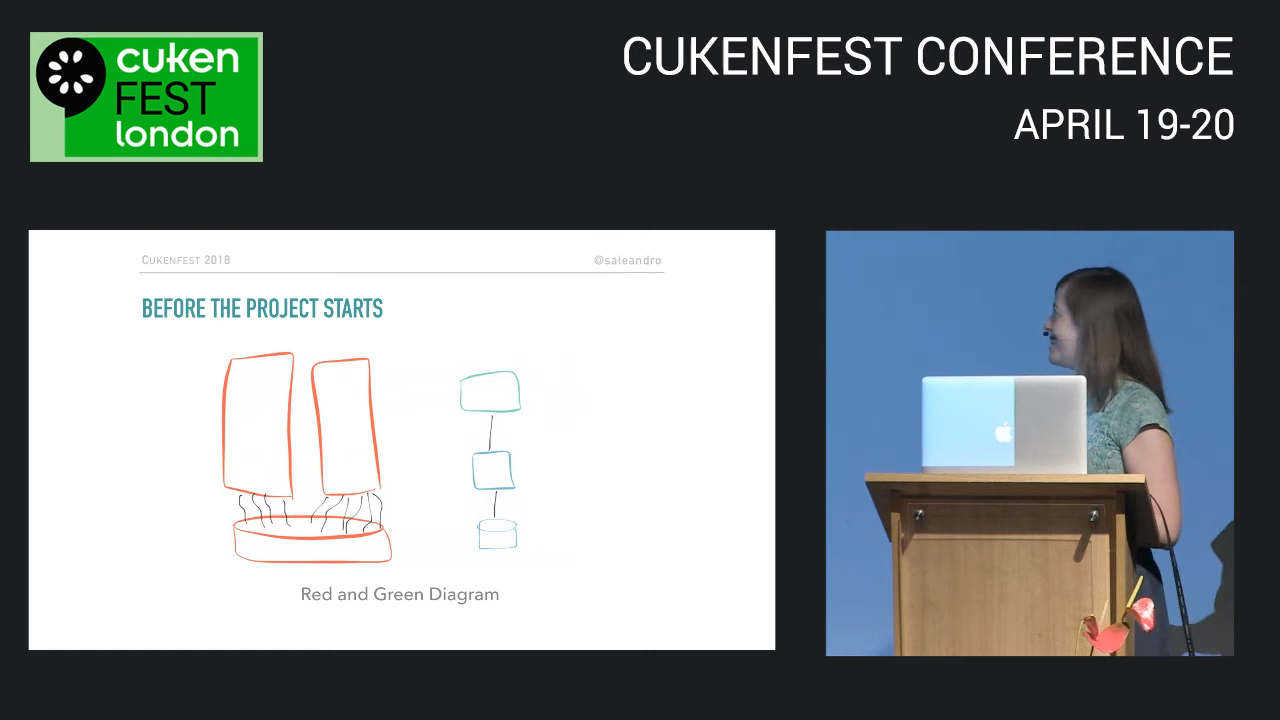 cuken
FEST
london
CUKENFEST CONFERENCE
APRIL 19-20
CUKENFEST 2018
@saleandro
BEFORE THE PROJECT STARTS
Red and Green Diagram